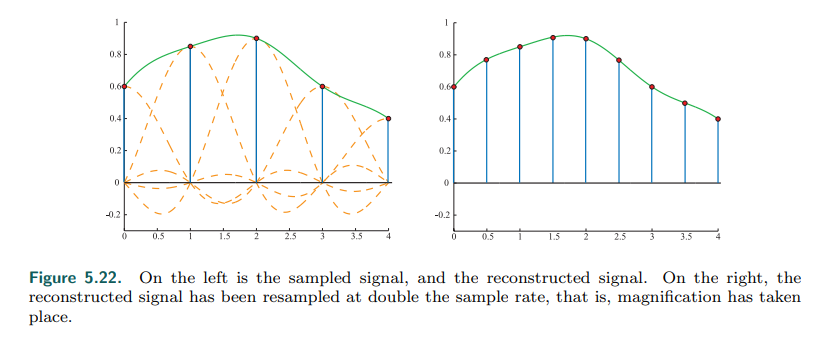 1
0.8
0.6
0.4
0.2
0
-0.2
0 0.5 1 1.5 2 2.5 3 3.5 4
1
0.8
0.6
0.4
0.2
0
-0.2
0 0.5 1 1.5 2 2.5 3 3.5 4
Figure 5.22. On the left is the sampled signal, and the reconstructed signal. On the right, the
reconstructed signal has been resampled at double the sample rate, that is, magnification has taken
place.